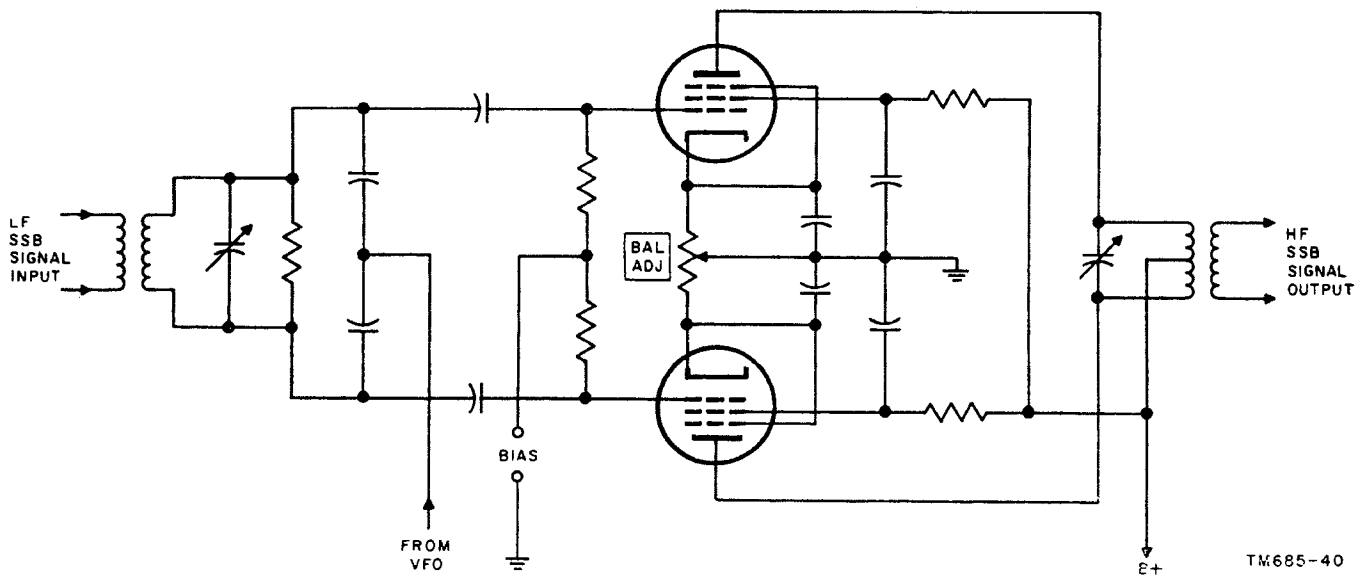 LF
SSB
SIGNAL
INPUT
BAL
ADJ
HF
SSB
SIGNAL
OUTPUT
BIAS
FROM
VFO
B+
TM685-40